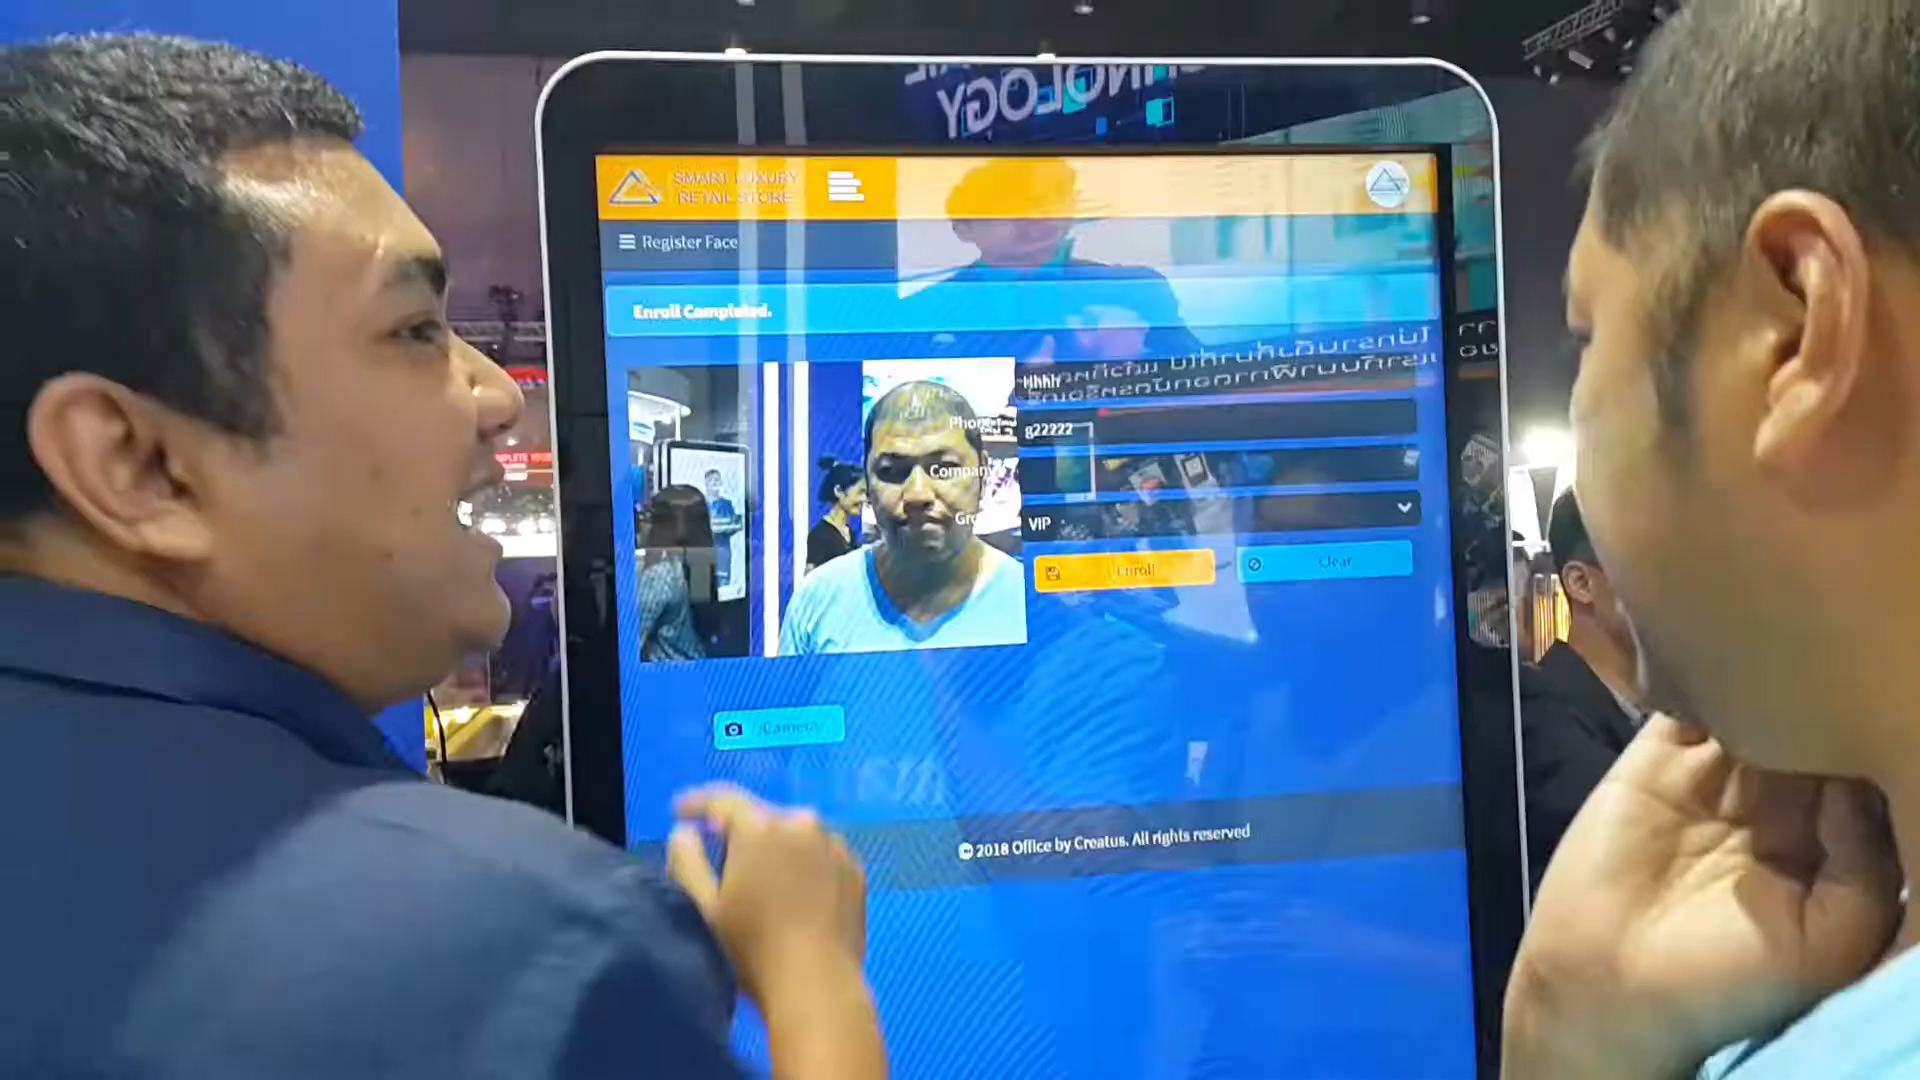 SMART LUXURY
RETAIL STORE
Register Face
Enroll Completed.
Hhhh
g22222
Company
VIP
Enroll
Clear
Camera
© 2018 Office by Creatus. All rights reserved